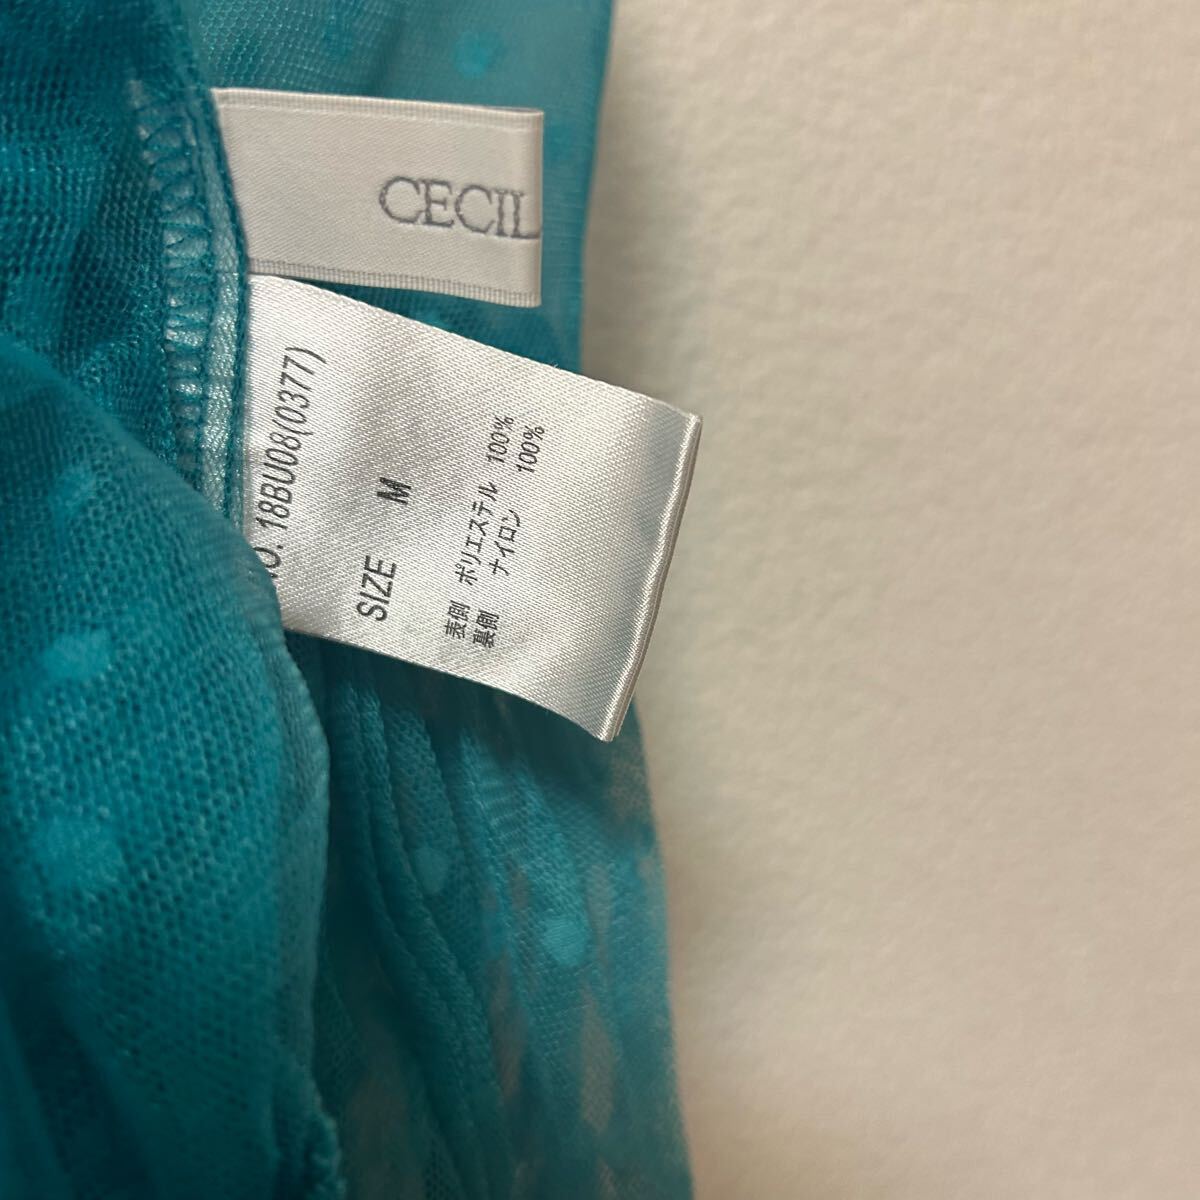 CECIL
NO. 18BU08(0377)
SIZE M
表側 ポリエステル 100%
裏側 ナイロン 100%